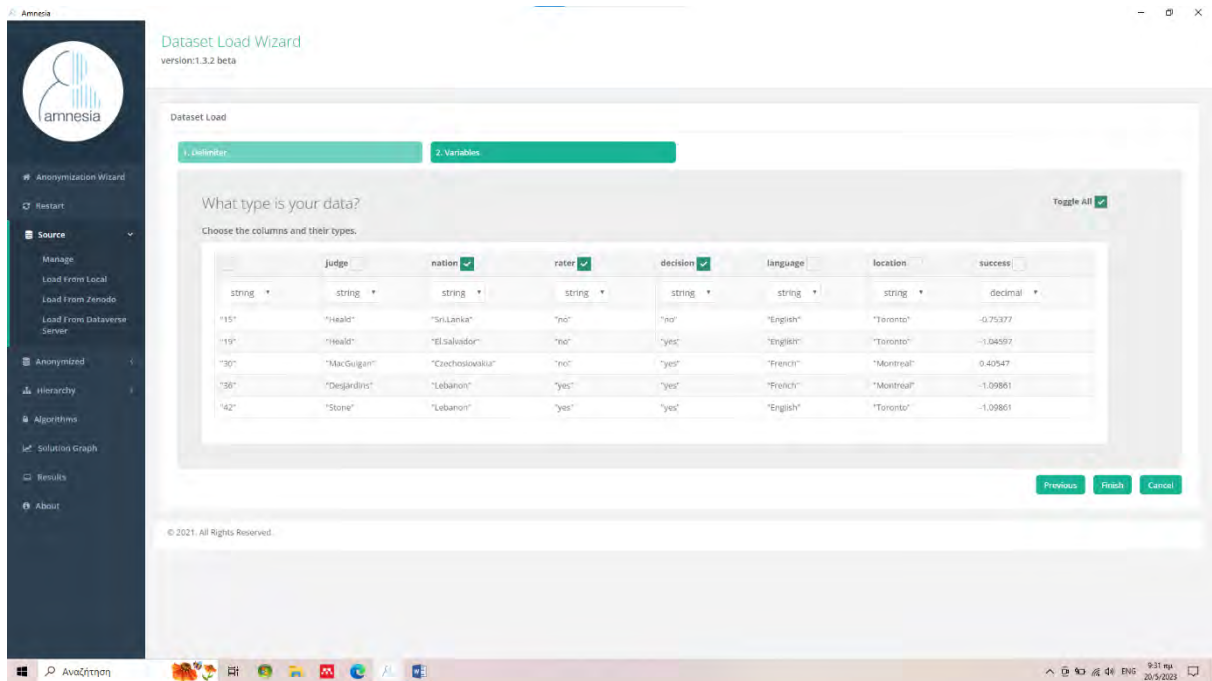 Amnesia
Dataset Load Wizard
version:1.3.2 beta
amnesia
Dataset Load
1. Delimiter
2. Variables
Anonymization Wizard
Restart
Source
Manage
Load From Local
Load From Zenodo
Load From Dataverse
Server
Anonymized
Hierarchy
Algorithms
Solution Graph
Results
About
What type is your data?
Toggle All
Choose the columns and their types.
judge nation rater decision language location success
string string string string string string string decimal
"15" "Heald" "Sri.Lanka" "no" "no" "English" "Toronto" -0.75377
"19" "Heald" "El.Salvador" "no" "yes" "English" "Toronto" -1.04597
"30" "MacGuigan" "Czechoslovakia" "no" "yes" "French" "Montreal" 0.40547
"36" "Desjardins" "Lebanon" "yes" "yes" "French" "Montreal" -1.09861
"42" "Stone" "Lebanon" "yes" "yes" "English" "Toronto" -1.09861
Previous Finish Cancel
© 2021. All Rights Reserved.
Αναζήτηση
ENG
9:31 πμ
20/5/2023